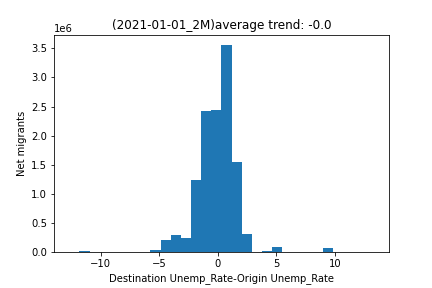 (2021-01-01_2M)average trend: -0.0
1e6
3.5
3.0
2.5
2.0
1.5
1.0
0.5
0.0
Net migrants
−10 −5 0 5 10
Destination Unemp_Rate-Origin Unemp_Rate